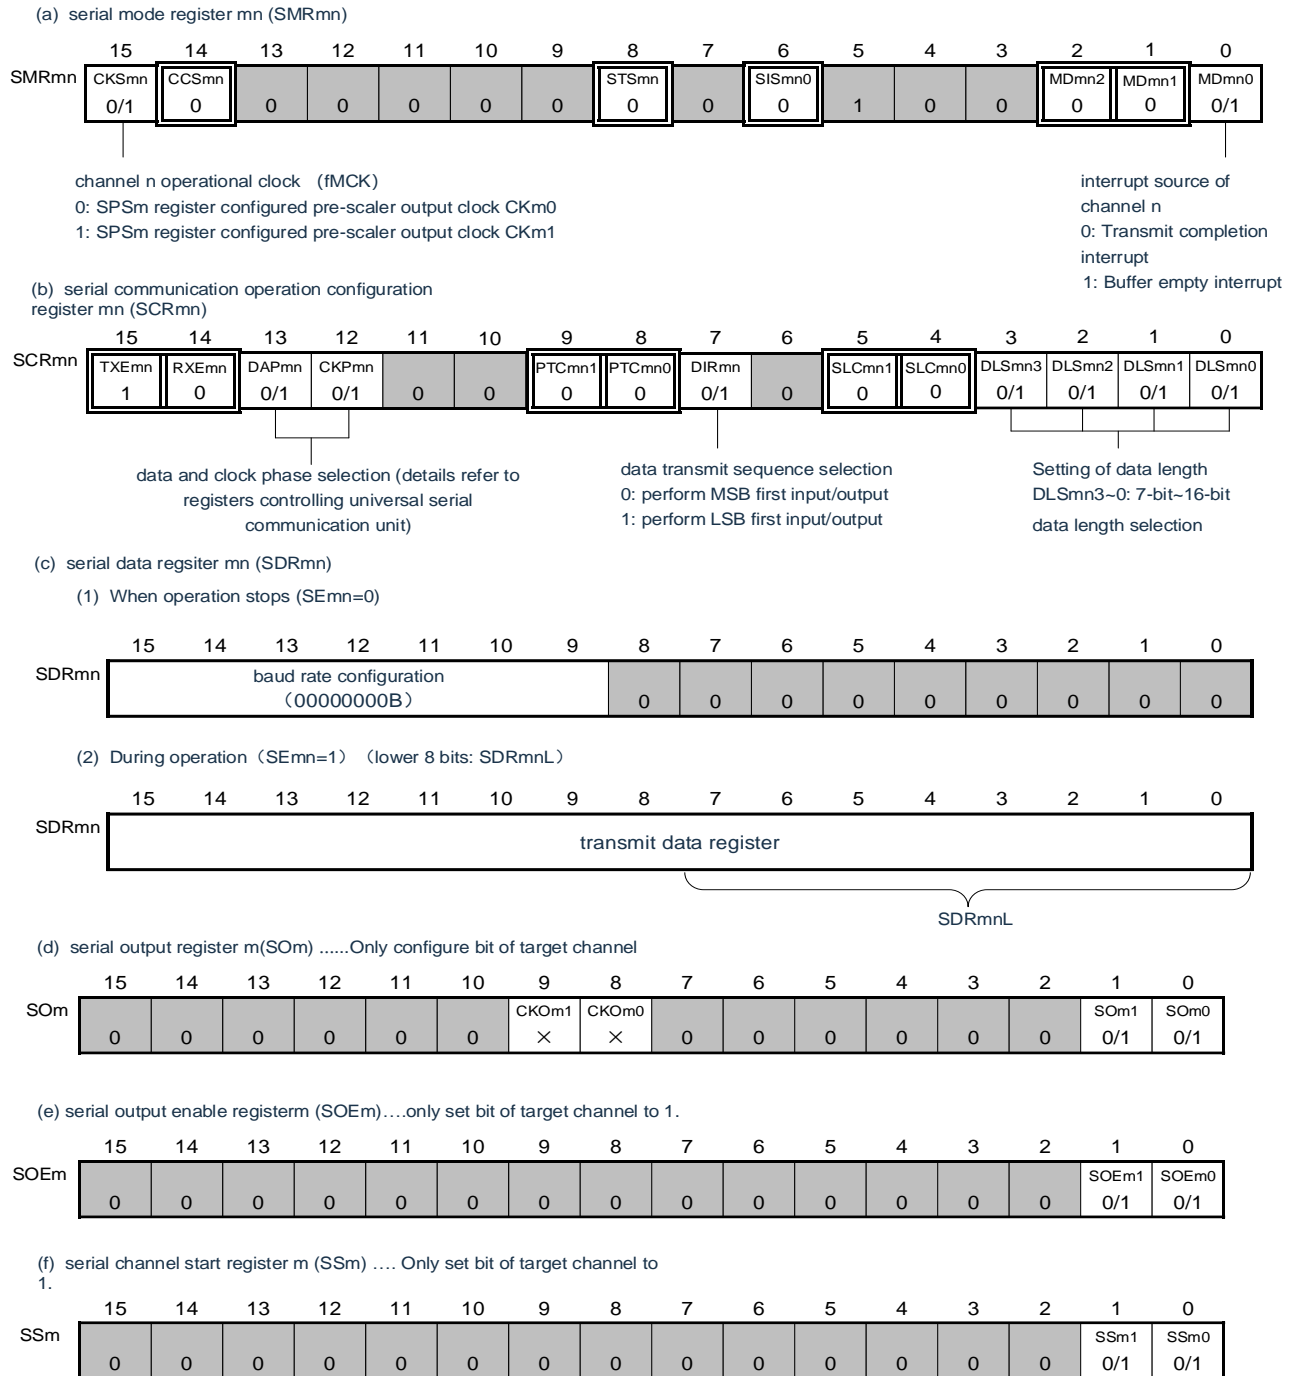 (a) serial mode register mn (SMRmn)
15 14 13 12 11 10 9 8 7 6 5 4 3 2 1 0
SMRmn CKSmn CCSmn STSmn SISmn0 MDmn2 MDmn1 MDmn0
0/1 0 0 0 0 0 0 0 0 0 1 0 0 0 0 0/1
channel n operational clock (fMCK)
0: SPSm register configured pre-scaler output clock CKm0
1: SPSm register configured pre-scaler output clock CKm1
interrupt source of
channel n
0: Transmit completion
interrupt
1: Buffer empty interrupt
(b) serial communication operation configuration
register mn (SCRmn)
15 14 13 12 11 10 9 8 7 6 5 4 3 2 1 0
SCRmn TXEmn RXEmn DAPmn CKPmn PTCmn1 PTCmn0 DIRmn SLCmn1 SLCmn0 DLSmn3 DLSmn2 DLSmn1 DLSmn0
1 0 0/1 0/1 0 0 0 0 0/1 0 0 0 0/1 0/1 0/1 0/1
data and clock phase selection (details refer to
registers controlling universal serial
communication unit)
data transmit sequence selection
0: perform MSB first input/output
1: perform LSB first input/output
Setting of data length
DLSmn3~0: 7-bit~16-bit
data length selection
(c) serial data regsiter mn (SDRmn)
(1) When operation stops (SEmn=0)
15 14 13 12 11 10 9 8 7 6 5 4 3 2 1 0
SDRmn baud rate configuration
（00000000B） 0 0 0 0 0 0 0 0 0
(2) During operation（SEmn=1）（lower 8 bits: SDRmnL）
15 14 13 12 11 10 9 8 7 6 5 4 3 2 1 0
SDRmn transmit data register
SDRmnL
(d) serial output register m(SOm) ......Only configure bit of target channel
15 14 13 12 11 10 9 8 7 6 5 4 3 2 1 0
SOm CKOm1 CKOm0 SOm1 SOm0
0 0 0 0 0 0 × × 0 0 0 0 0 0 0/1 0/1
(e) serial output enable registerm (SOEm)….only set bit of target channel to 1.
15 14 13 12 11 10 9 8 7 6 5 4 3 2 1 0
SOEm SOEm1 SOEm0
0 0 0 0 0 0 0 0 0 0 0 0 0 0 0/1 0/1
(f) serial channel start register m (SSm) …. Only set bit of target channel to
1.
15 14 13 12 11 10 9 8 7 6 5 4 3 2 1 0
SSm SSm1 SSm0
0 0 0 0 0 0 0 0 0 0 0 0 0 0 0/1 0/1